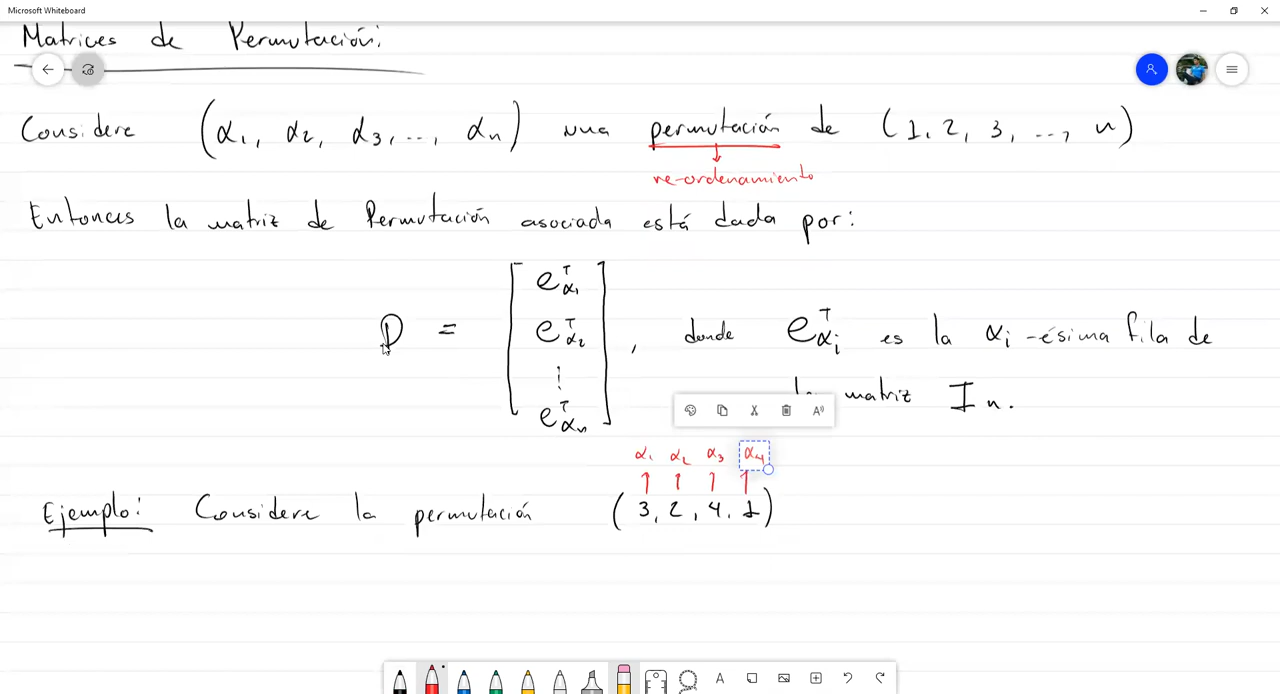 Microsoft Whiteboard
Matrices de Permutación:
Considere (α₁, α₂, α₃, ..., αₙ) una permutación de (1, 2, 3, ..., n)
re-ordenamiento
Entonces la matriz de Permutación asociada está dada por:
P = [e^T_α₁ e^T_α₂ ⋮ e^T_αₙ], donde e^T_αᵢ es la αᵢ-ésima fila de
matriz Iₙ.
α₁ α₂ α₃ α₄
Ejemplo: Considere la permutación (3, 2, 4, 1)